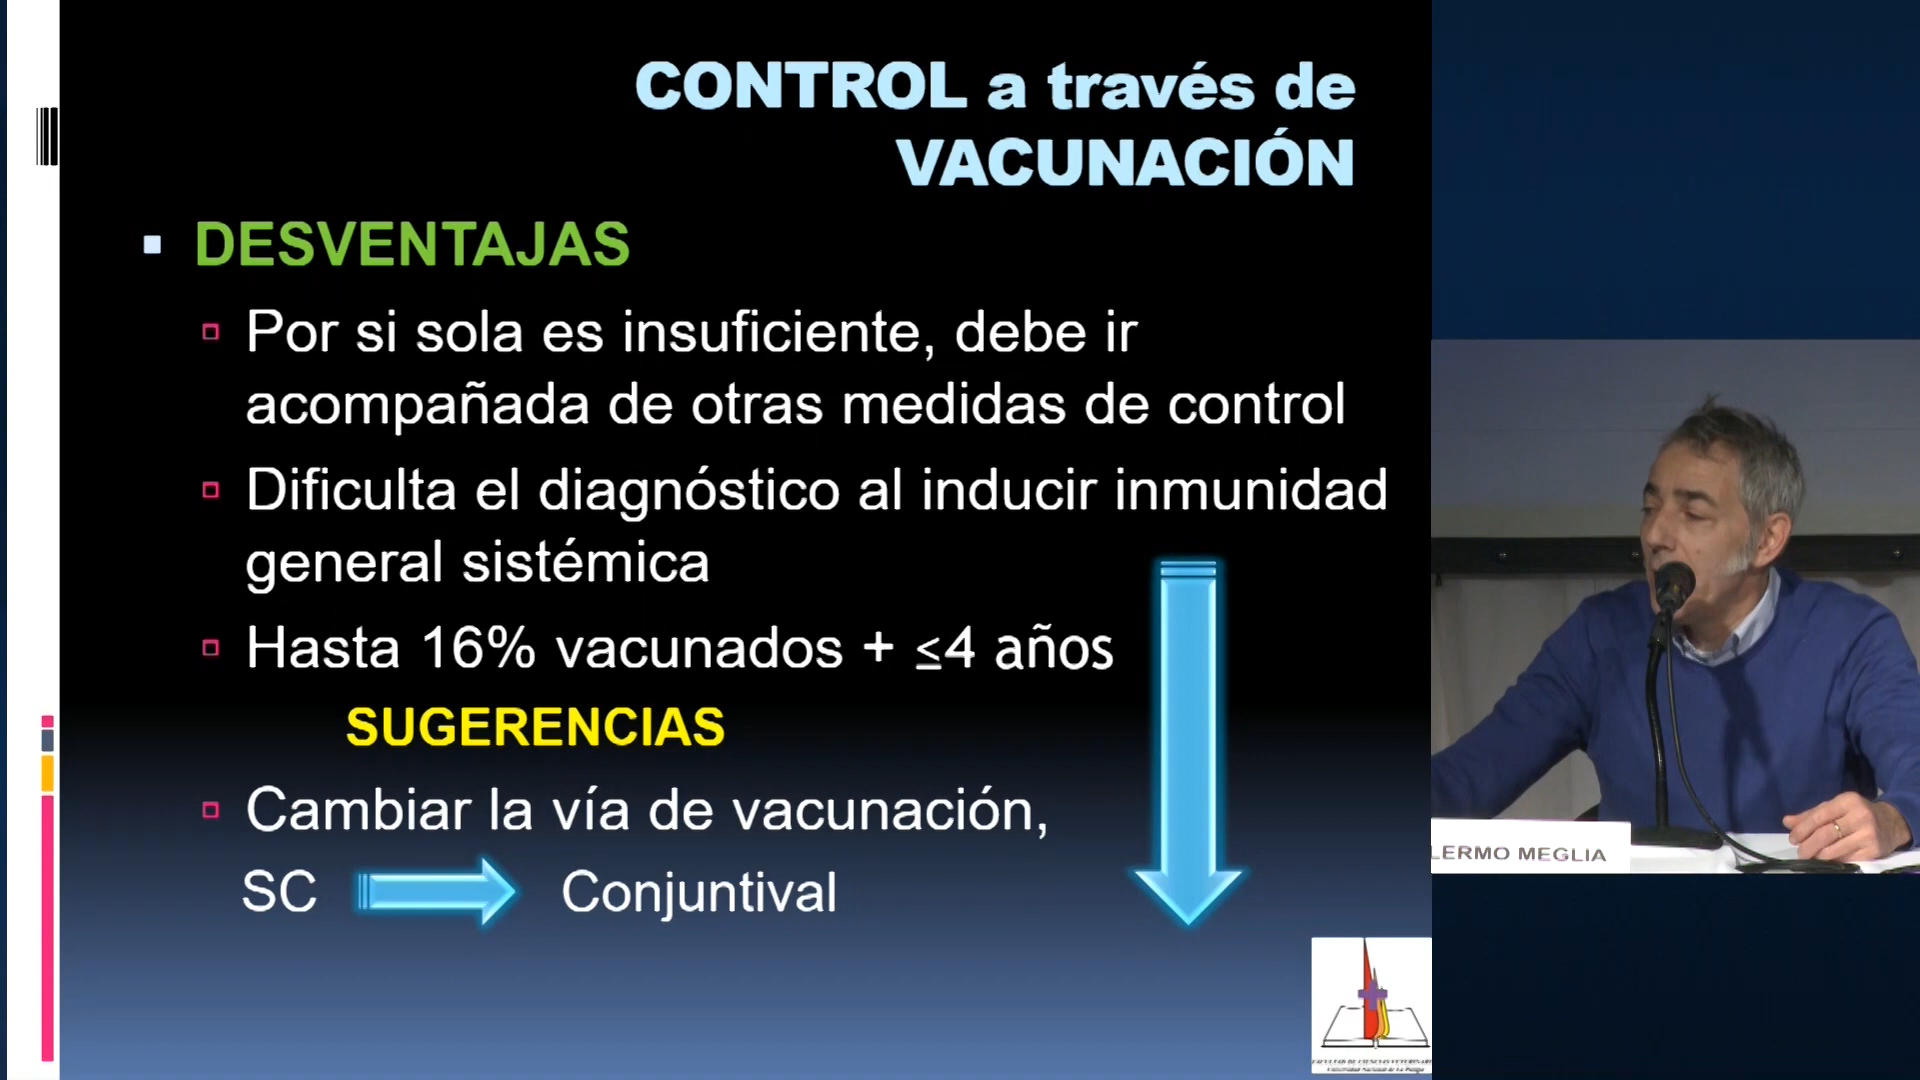 CONTROL a través de
VACUNACIÓN
DESVENTAJAS
Por si sola es insuficiente, debe ir
acompañada de otras medidas de control
Dificulta el diagnóstico al inducir inmunidad
general sistémica
Hasta 16% vacunados + ≤4 años
SUGERENCIAS
Cambiar la vía de vacunación,
SC Conjuntival
LERMO MEGLIA